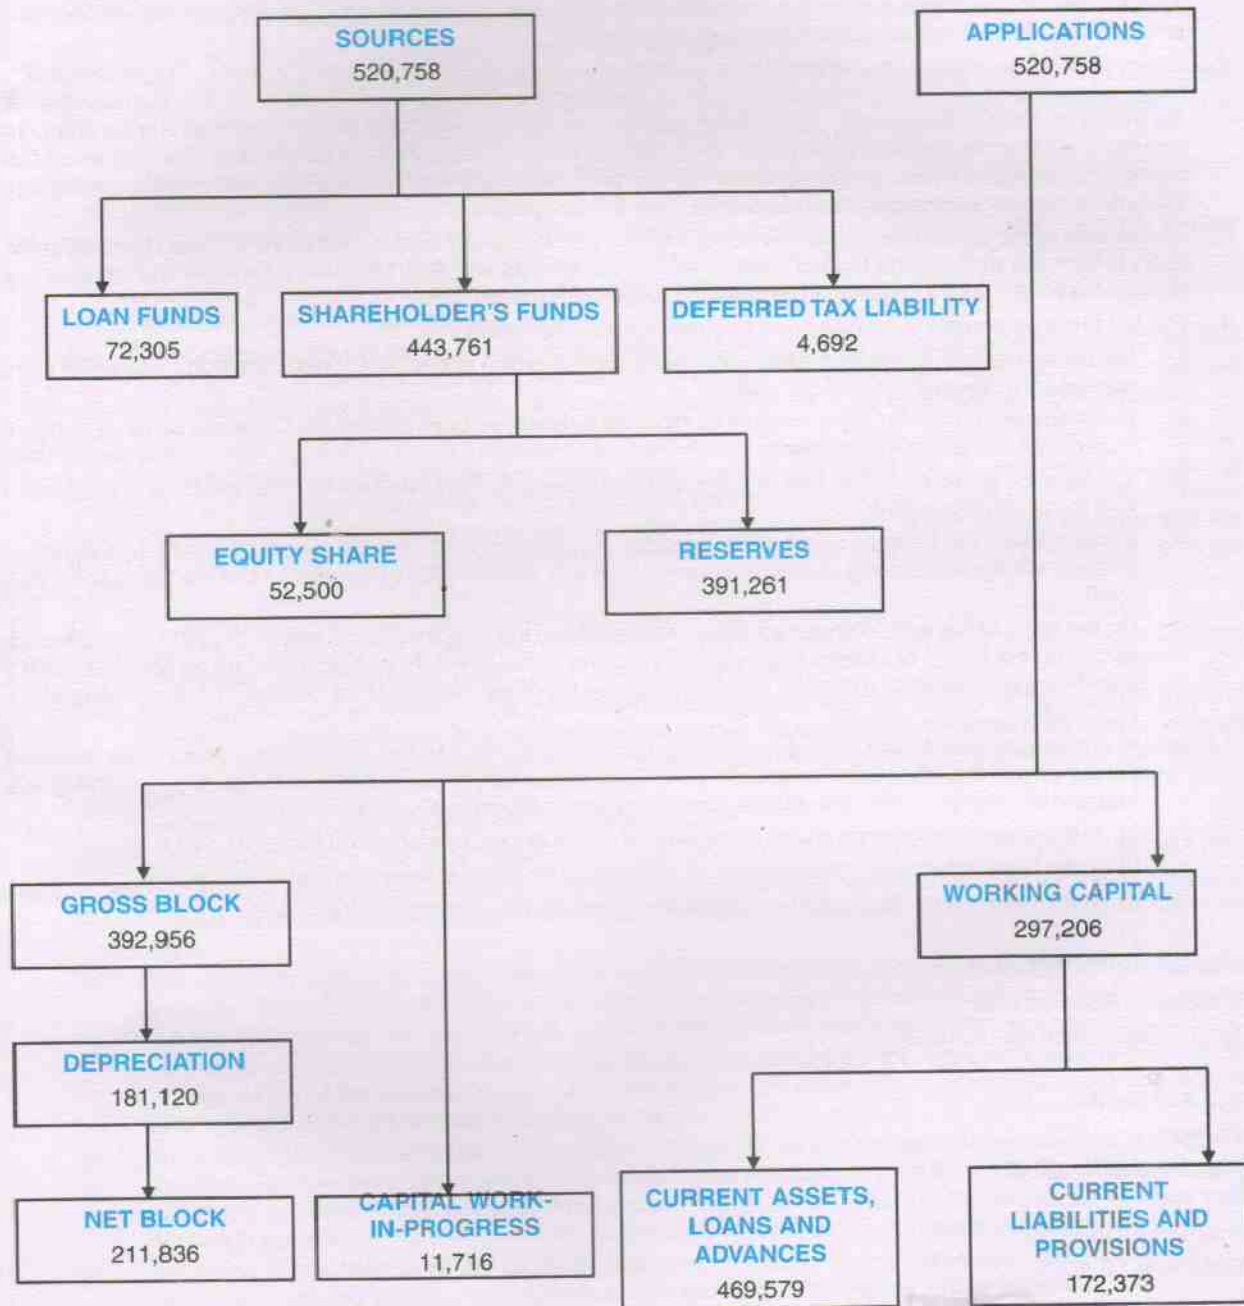 SOURCES
520,758
APPLICATIONS
520,758
LOAN FUNDS
72,305
SHAREHOLDER'S FUNDS
443,761
DEFERRED TAX LIABILITY
4,692
EQUITY SHARE
52,500
RESERVES
391,261
GROSS BLOCK
392,956
WORKING CAPITAL
297,206
DEPRECIATION
181,120
NET BLOCK
211,836
CAPITAL WORK-
IN-PROGRESS
11,716
CURRENT ASSETS,
LOANS AND
ADVANCES
469,579
CURRENT
LIABILITIES AND
PROVISIONS
172,373